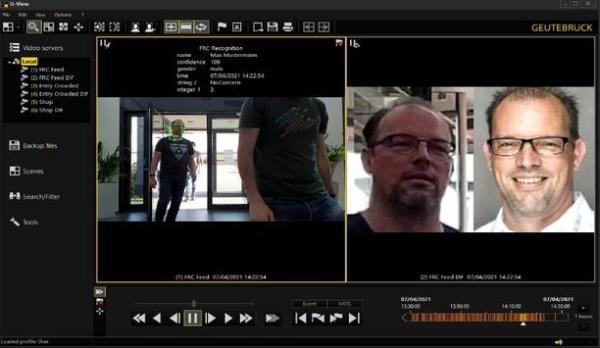 G-View
File Edit View Options ?
GEUTEBRUCK
Video servers
Local
(1) FRC Feed
(2) FRC Feed DIF
(3) Entry Crowded
(4) Entry Crowded DIF
(5) Shop
(6) Shop DIF
Backup files
Scenes
Search/Filter
Tools
FRC Recognition
name Max Mustermann
confidence 109
gender male
time 07/04/2021 14:22:54
string 2 NoConcern
integer 1 3
(1) FRC Feed 07/04/2021 14:22:54
(2) FRC Feed DIF 07/04/2021 14:22:54
Event MOS
07/04/2021 07/04/2021
13:30:00 13:50:00 14:10:00 14:30:00
1 hours
Loaded profile: User